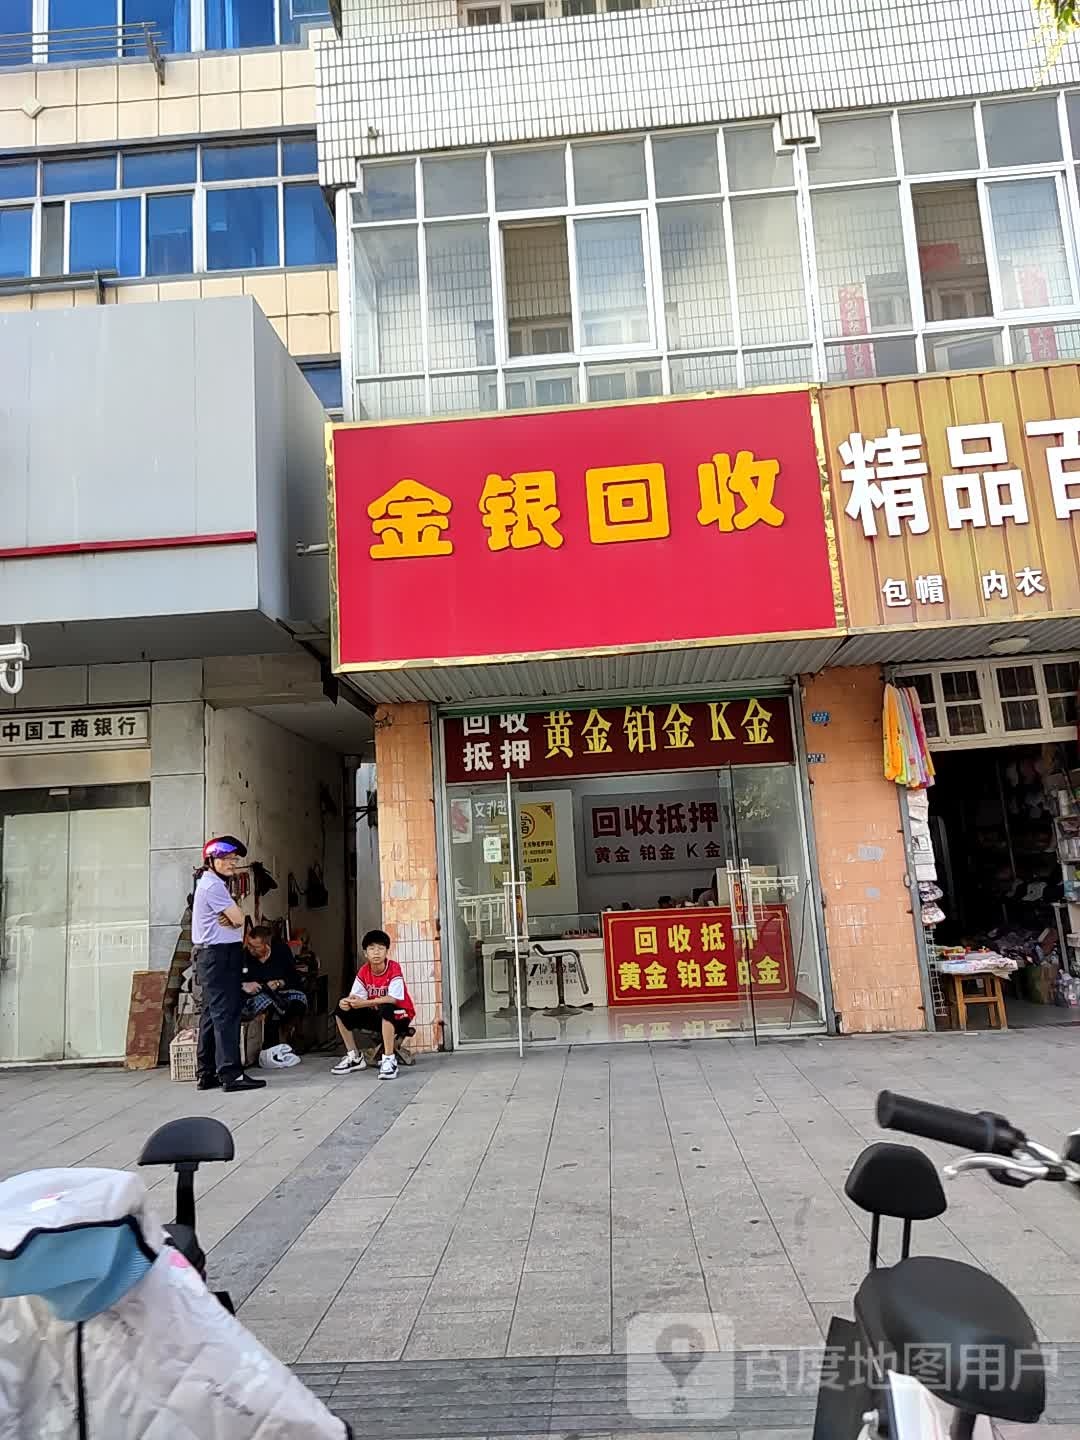 金银回收
精品百
包帽 内衣
中国工商银行
回收
抵押
黄金铂金K金
回收抵押
黄金 铂金 K金
回收抵押
黄金 铂金 金
百度地图用户